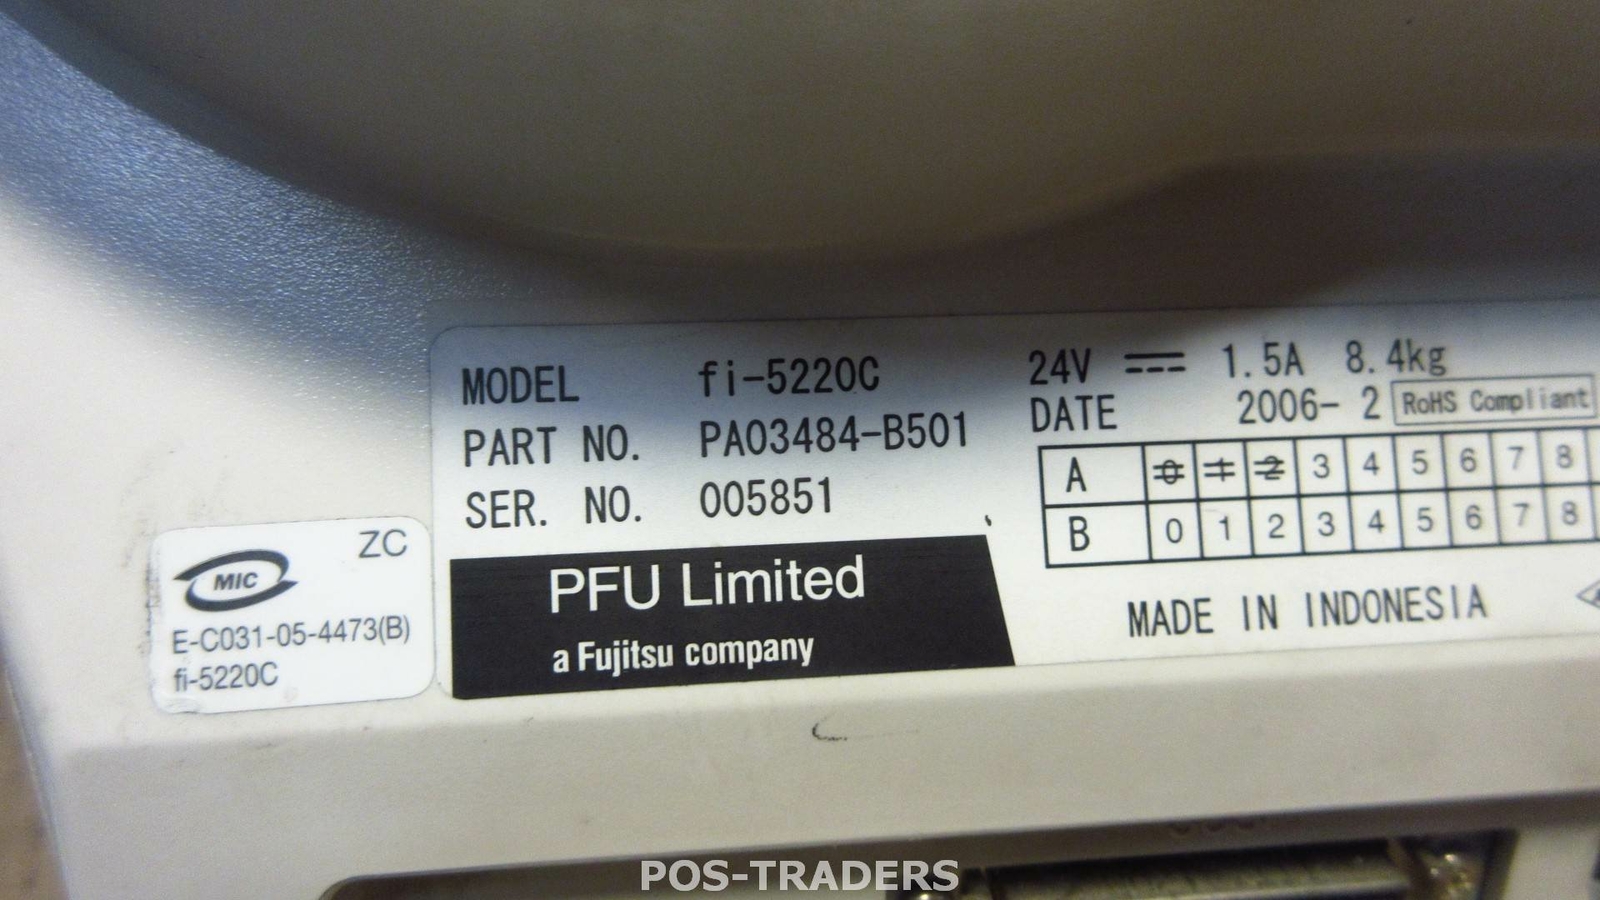 MODEL fi-5220C 24V 1.5A 8.4kg
PART NO. PA03484-B501 DATE 2006- 2 RoHS Compliant
SER. NO. 005851
A 0 1 2 3 4 5 6 7 8
B 0 1 2 3 4 5 6 7 8
PFU Limited
a Fujitsu company
MADE IN INDONESIA
ZC
MIC
E-C031-05-4473(B)
fi-5220C
POS-TRADERS